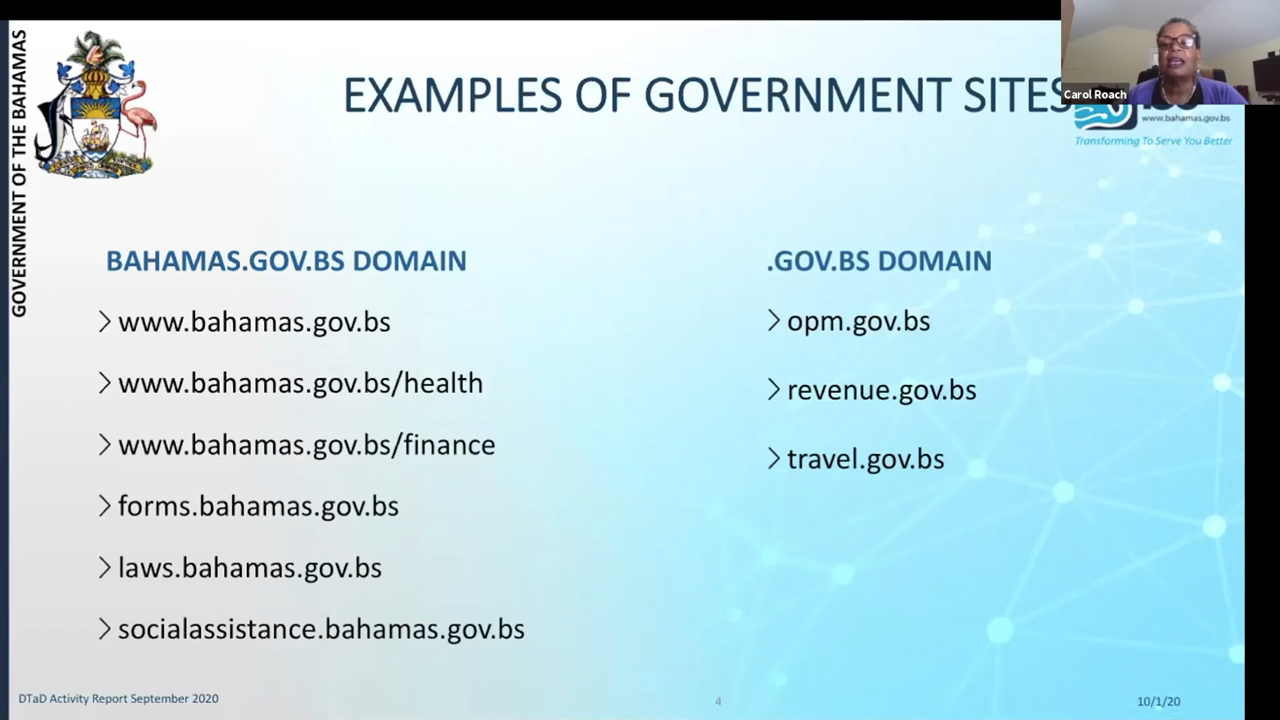 GOVERNMENT OF THE BAHAMAS
EXAMPLES OF GOVERNMENT SITES
Carol Roach
www.bahamas.gov.bs
Transforming To Serve You Better
BAHAMAS.GOV.BS DOMAIN
www.bahamas.gov.bs
www.bahamas.gov.bs/health
www.bahamas.gov.bs/finance
forms.bahamas.gov.bs
laws.bahamas.gov.bs
socialassistance.bahamas.gov.bs
.GOV.BS DOMAIN
opm.gov.bs
revenue.gov.bs
travel.gov.bs
DTaD Activity Report September 2020
4
10/1/20